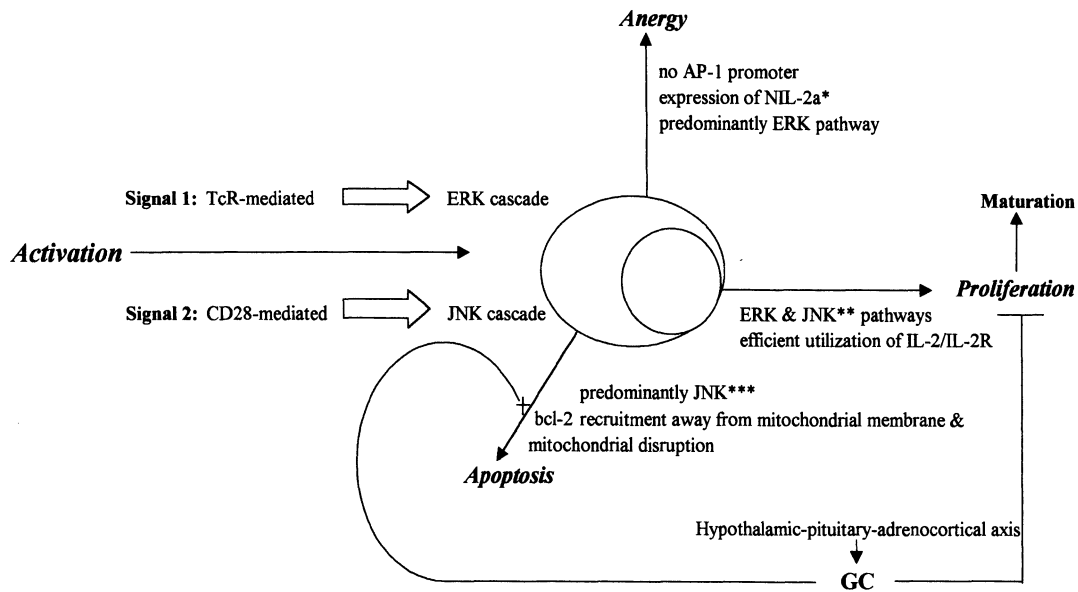 Anergy
no AP-1 promoter
expression of NIL-2a*
predominantly ERK pathway
Signal 1: TcR-mediated
ERK cascade
Maturation
Activation
Proliferation
Signal 2: CD28-mediated
JNK cascade
ERK & JNK** pathways
efficient utilization of IL-2/IL-2R
predominantly JNK***
+
bcl-2 recruitment away from mitochondrial membrane &
mitochondrial disruption
Apoptosis
Hypothalamic-pituitary-adrenocortical axis
GC